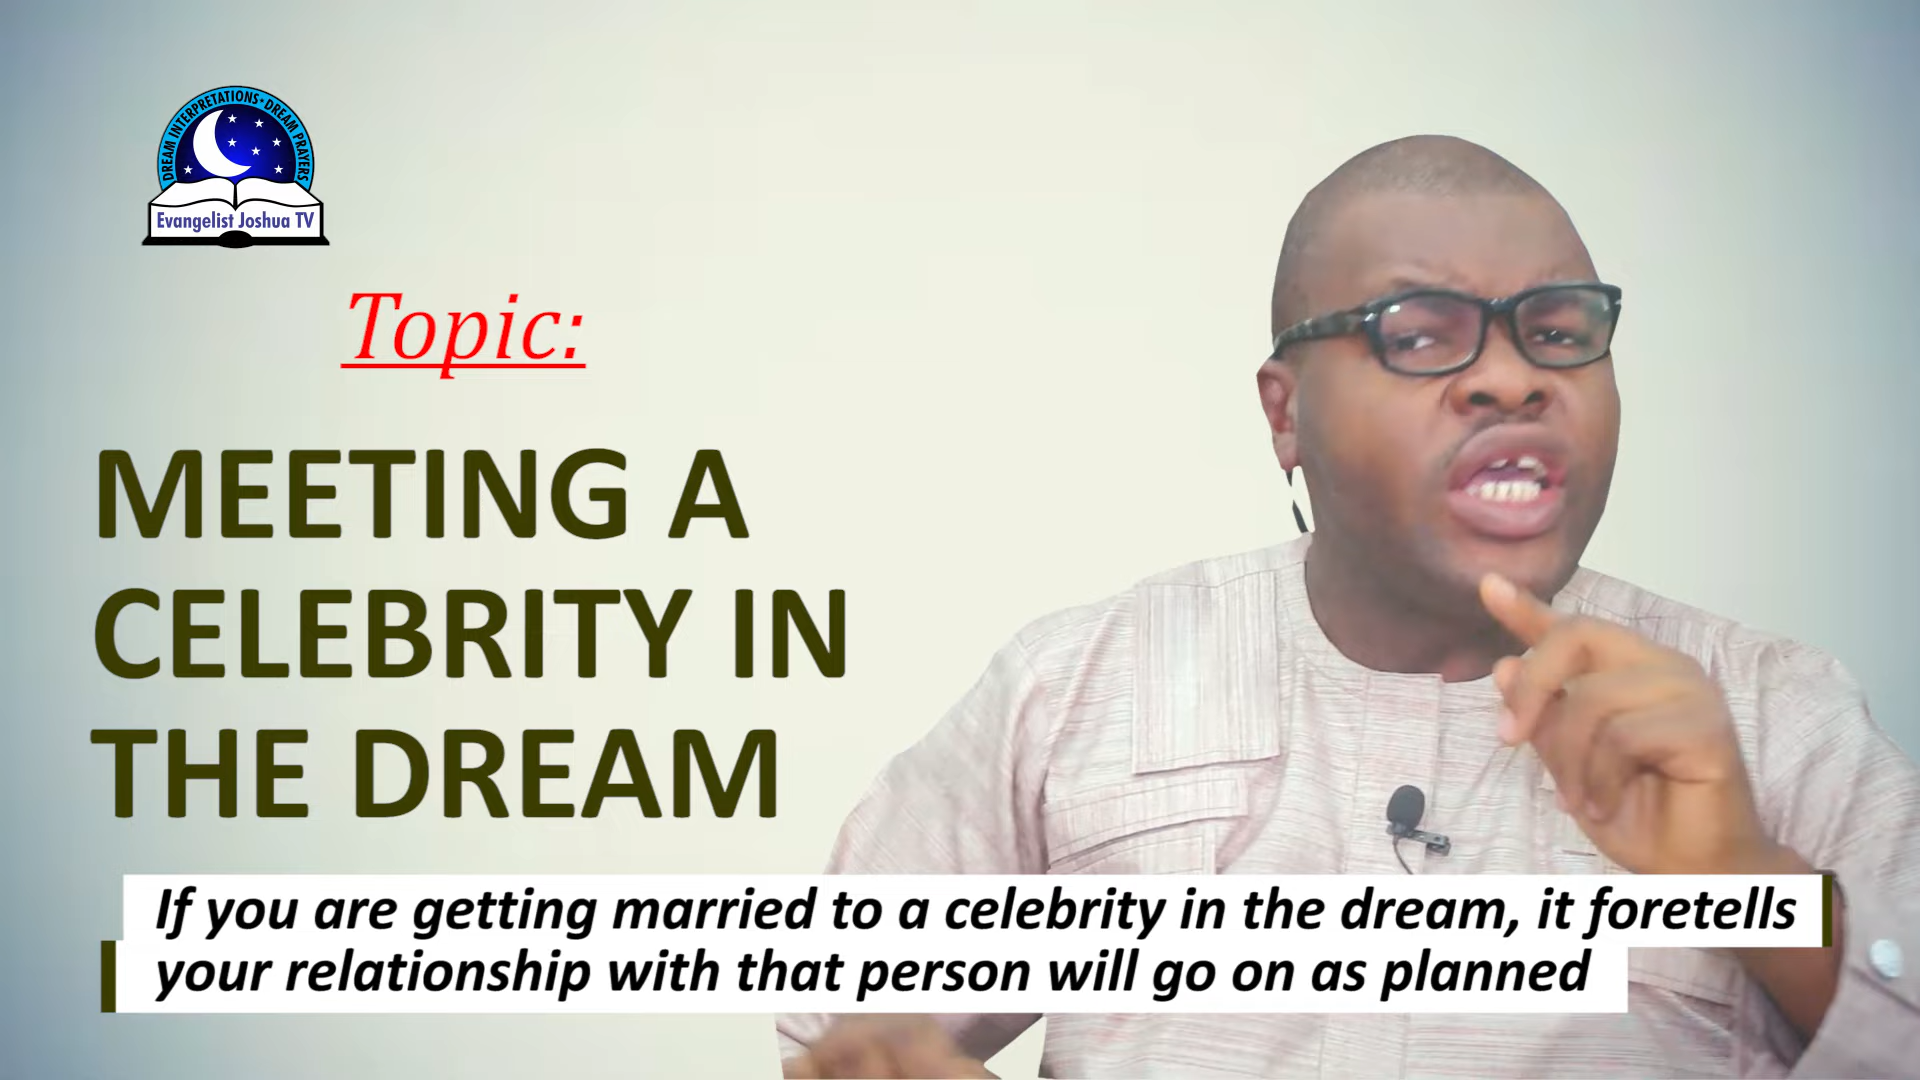 DREAM INTERPRETATIONS • DREAM PRAYERS
Evangelist Joshua TV
Topic:
MEETING A
CELEBRITY IN
THE DREAM
If you are getting married to a celebrity in the dream, it foretells
your relationship with that person will go on as planned